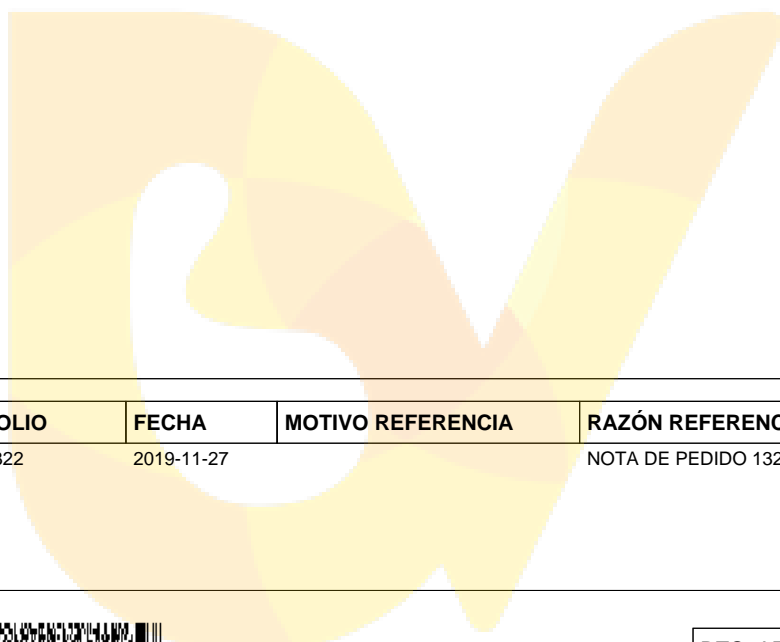 OLIO FECHA MOTIVO REFERENCIA RAZÓN REFERENC
322 2019-11-27 NOTA DE PEDIDO 132